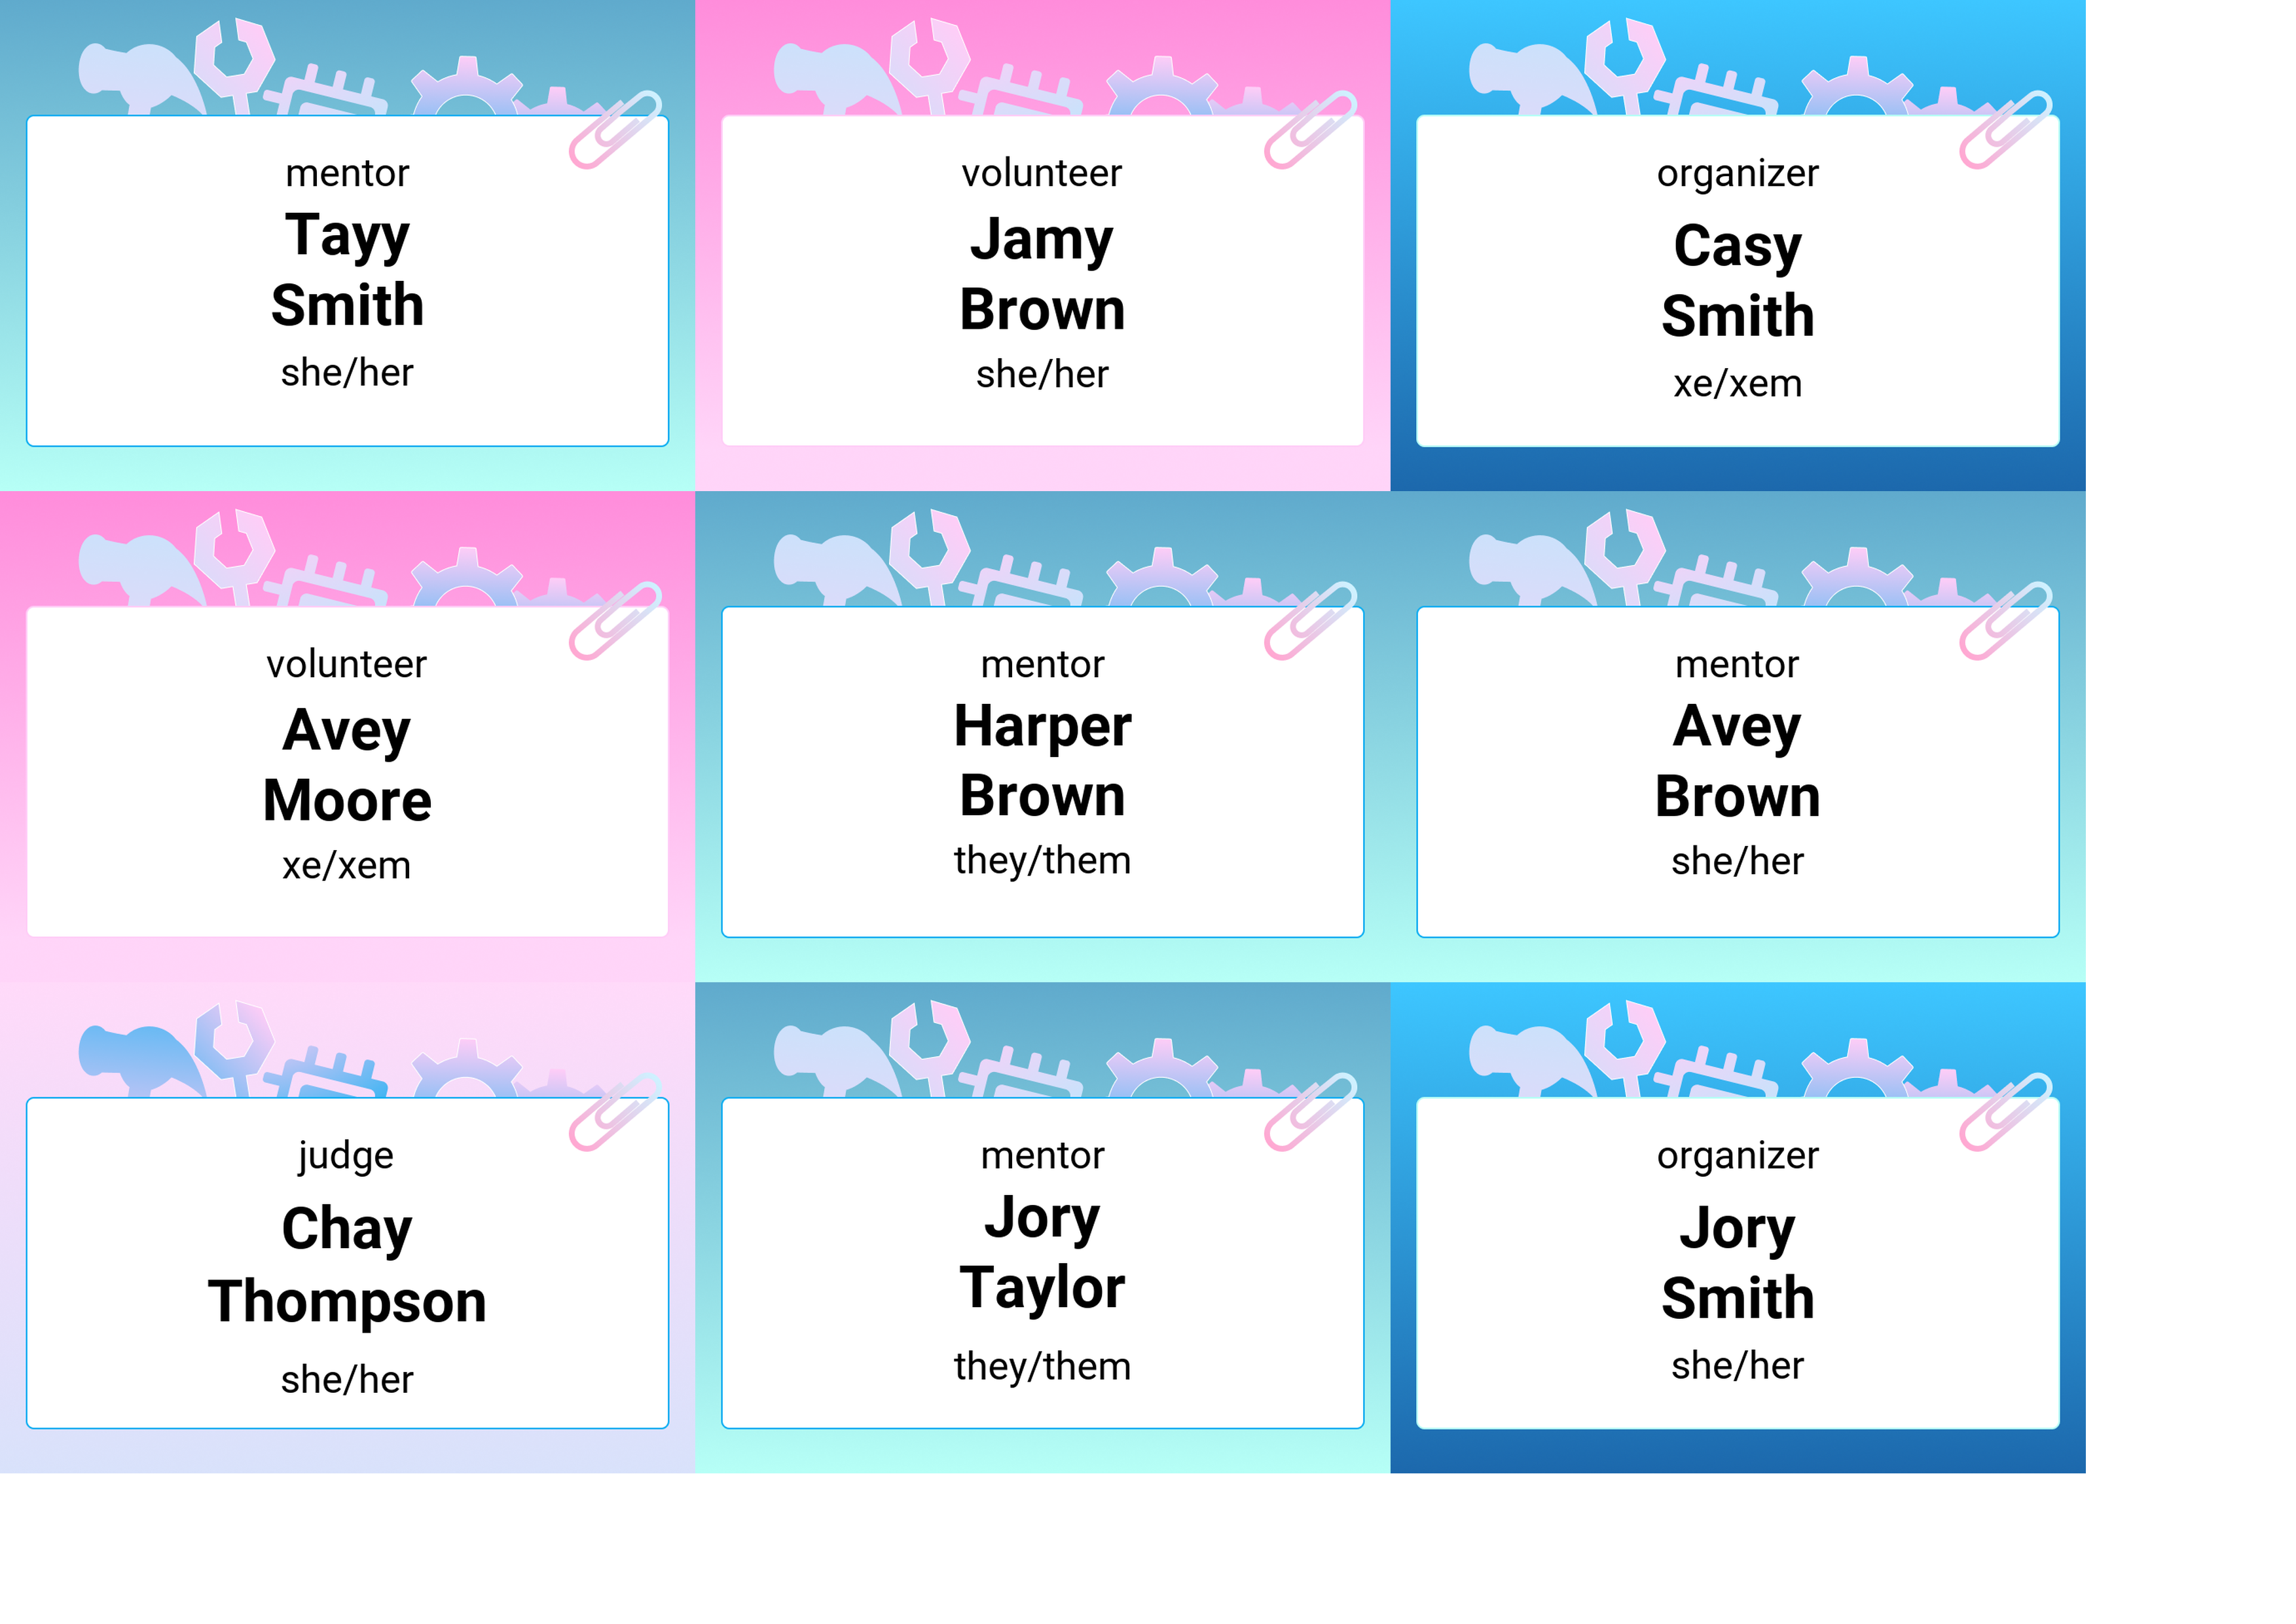 mentor
Tayy
Smith
she/her
volunteer
Jamy
Brown
she/her
organizer
Casy
Smith
xe/xem
volunteer
Avey
Moore
xe/xem
mentor
Harper
Brown
they/them
mentor
Avey
Brown
she/her
judge
Chay
Thompson
she/her
mentor
Jory
Taylor
they/them
organizer
Jory
Smith
she/her